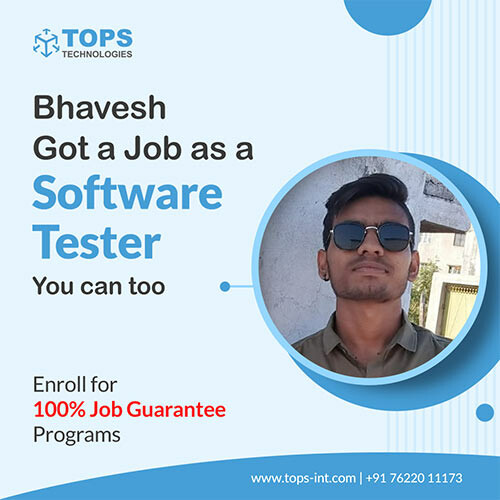 TOPS
TECHNOLOGIES
Bhavesh
Got a Job as a
Software
Tester
You can too
Enroll for
100% Job Guarantee
Programs
www.tops-int.com | +91 76220 11173